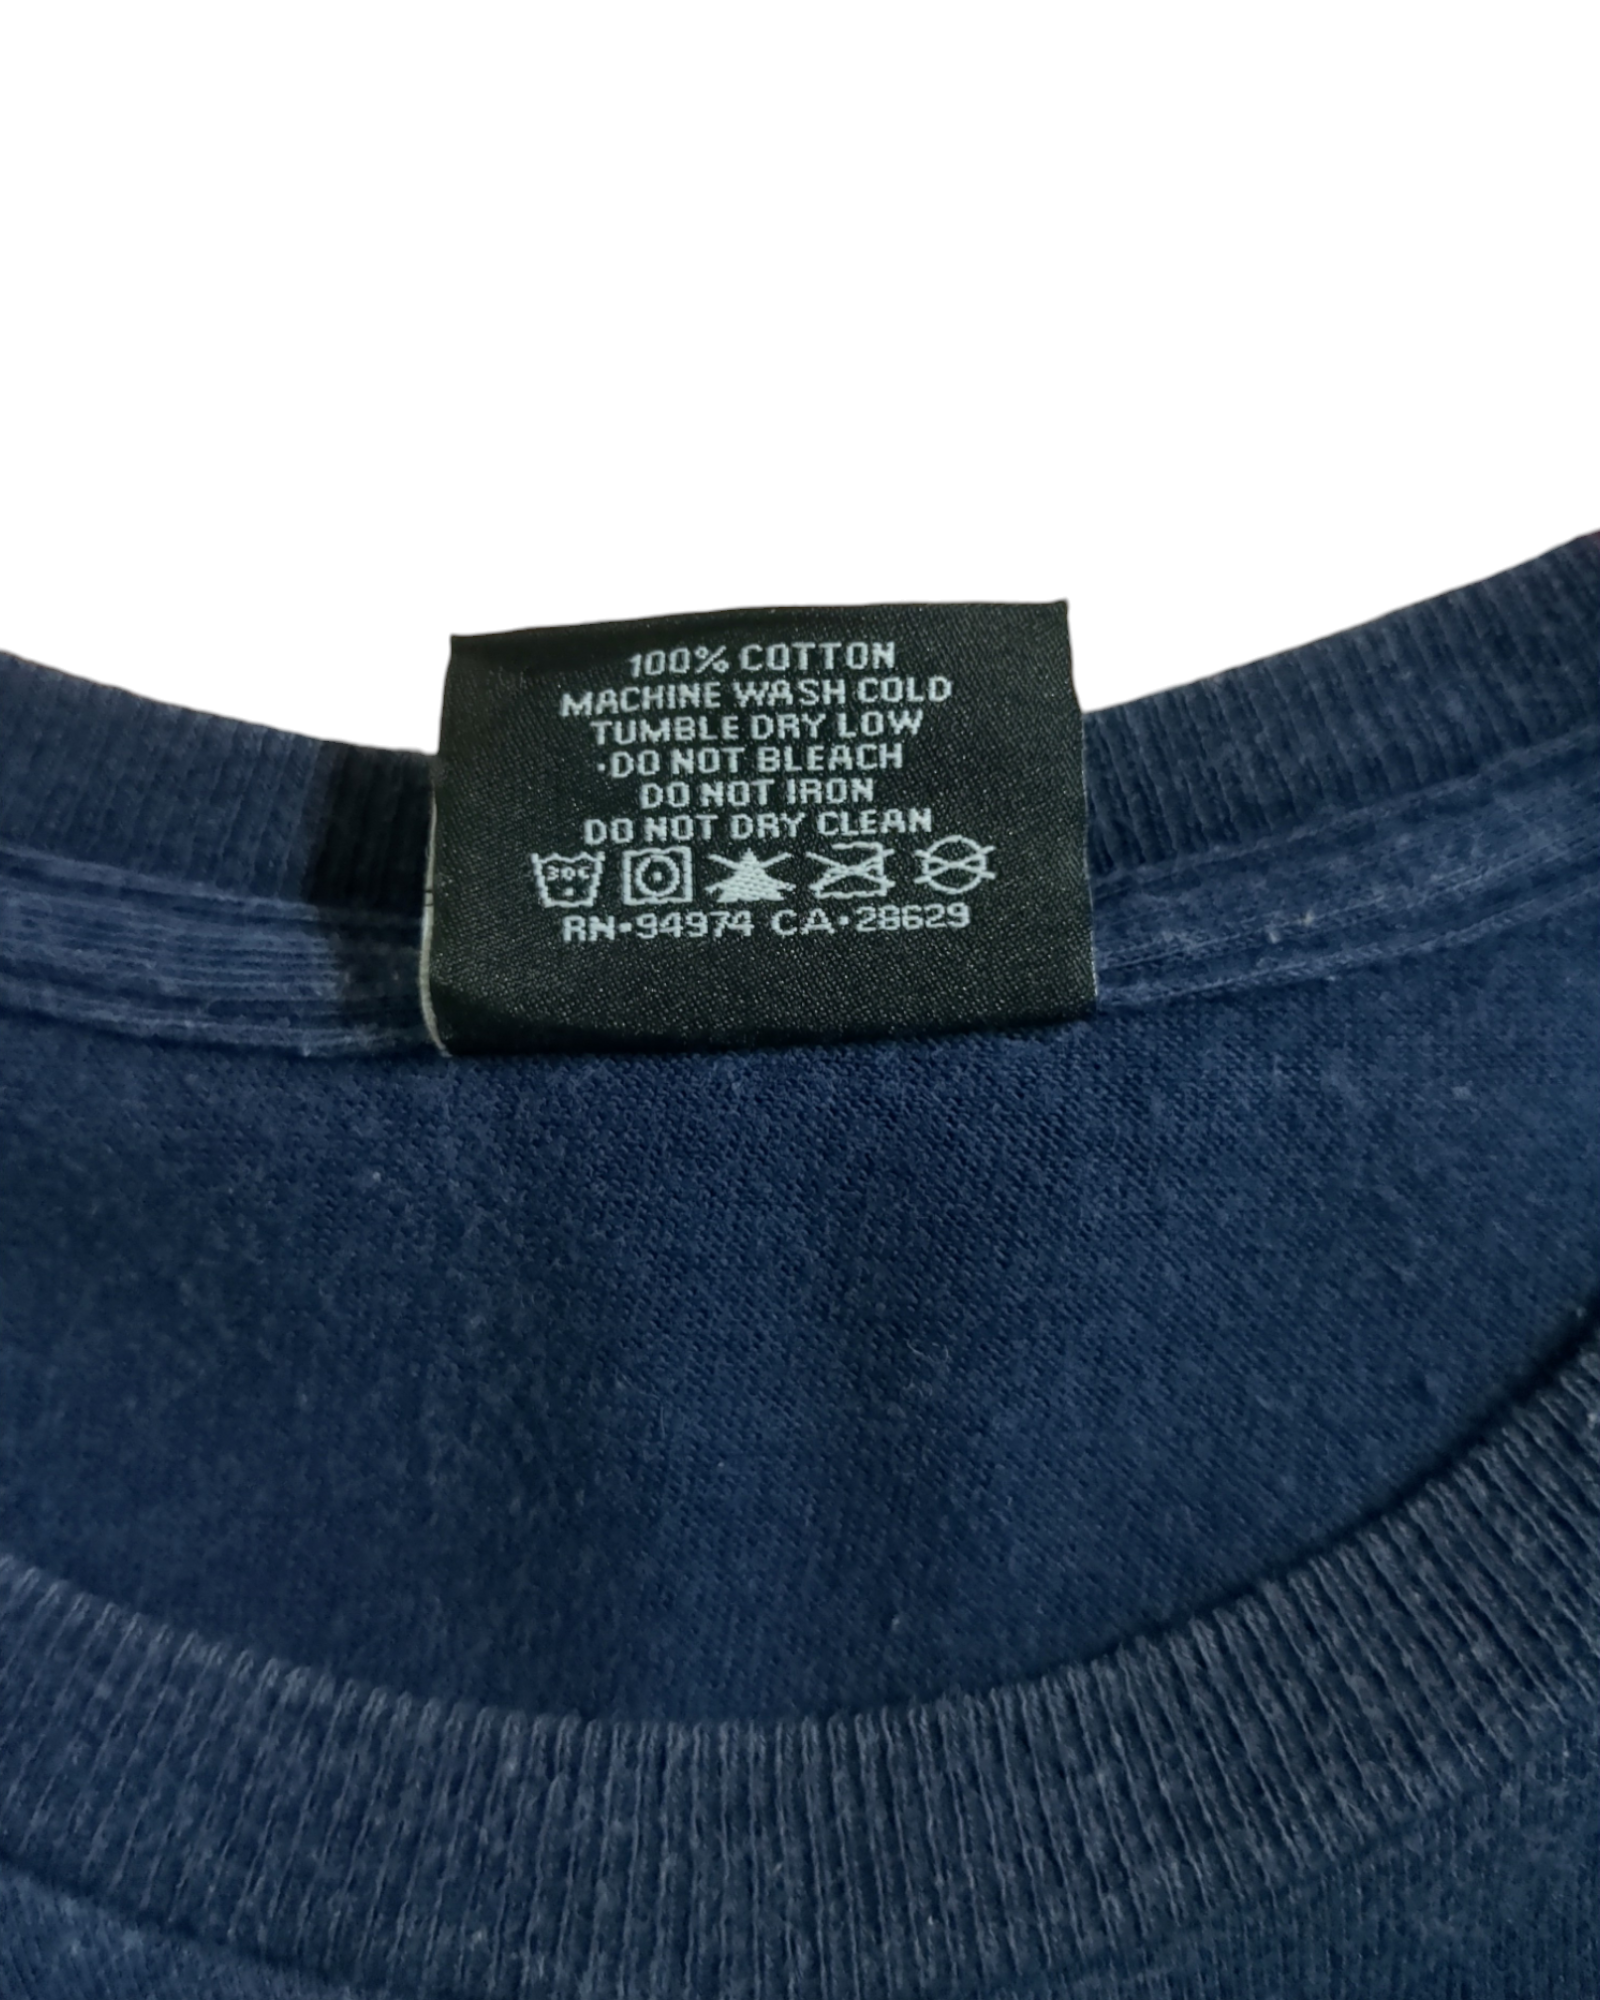 100% COTTON
MACHINE WASH COLD
TUMBLE DRY LOW
·DO NOT BLEACH
DO NOT IRON
DO NOT DRY CLEAN
30C
RN·94974 CA·28629